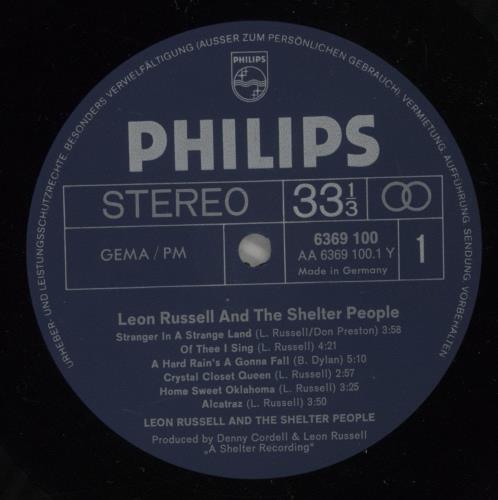 URHEBER- UND LEISTUNGSSCHUTZRECHTE BESONDERS VERVIELFÄLTIGUNG (AUSSER ZUM PERSÖNLICHEN GEBRAUCH), VERMIETUNG, AUFFÜHRUNG, SENDUNG VORBEHALTEN
PHILIPS
PHILIPS
STEREO 33 1/3
GEMA / PM 6369 100 1
AA 6369 100.1 Y
Made in Germany
Leon Russell And The Shelter People
Stranger In A Strange Land (L. Russell/Don Preston) 3:58
Of Thee I Sing (L. Russell) 4:21
A Hard Rain's A Gonna Fall (B. Dylan) 5:10
Crystal Closet Queen (L. Russell) 2:57
Home Sweet Oklahoma (L. Russell) 3:25
Alcatraz (L. Russell) 3:50
LEON RUSSELL AND THE SHELTER PEOPLE
Produced by Denny Cordell & Leon Russell
„A Shelter Recording"